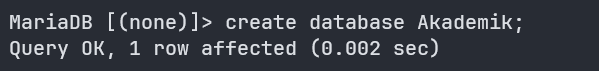 MariaDB [(none)]> create database Akademik;
Query OK, 1 row affected (0.002 sec)